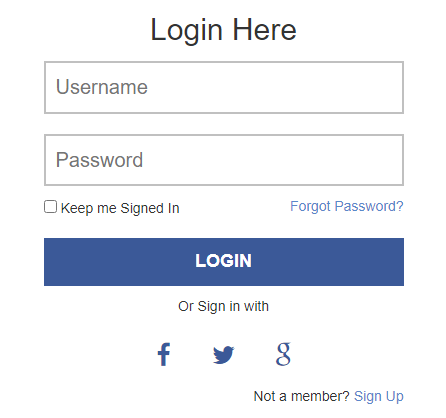 Login Here
Username
Password
Keep me Signed In Forgot Password?
LOGIN
Or Sign in with
Not a member? Sign Up